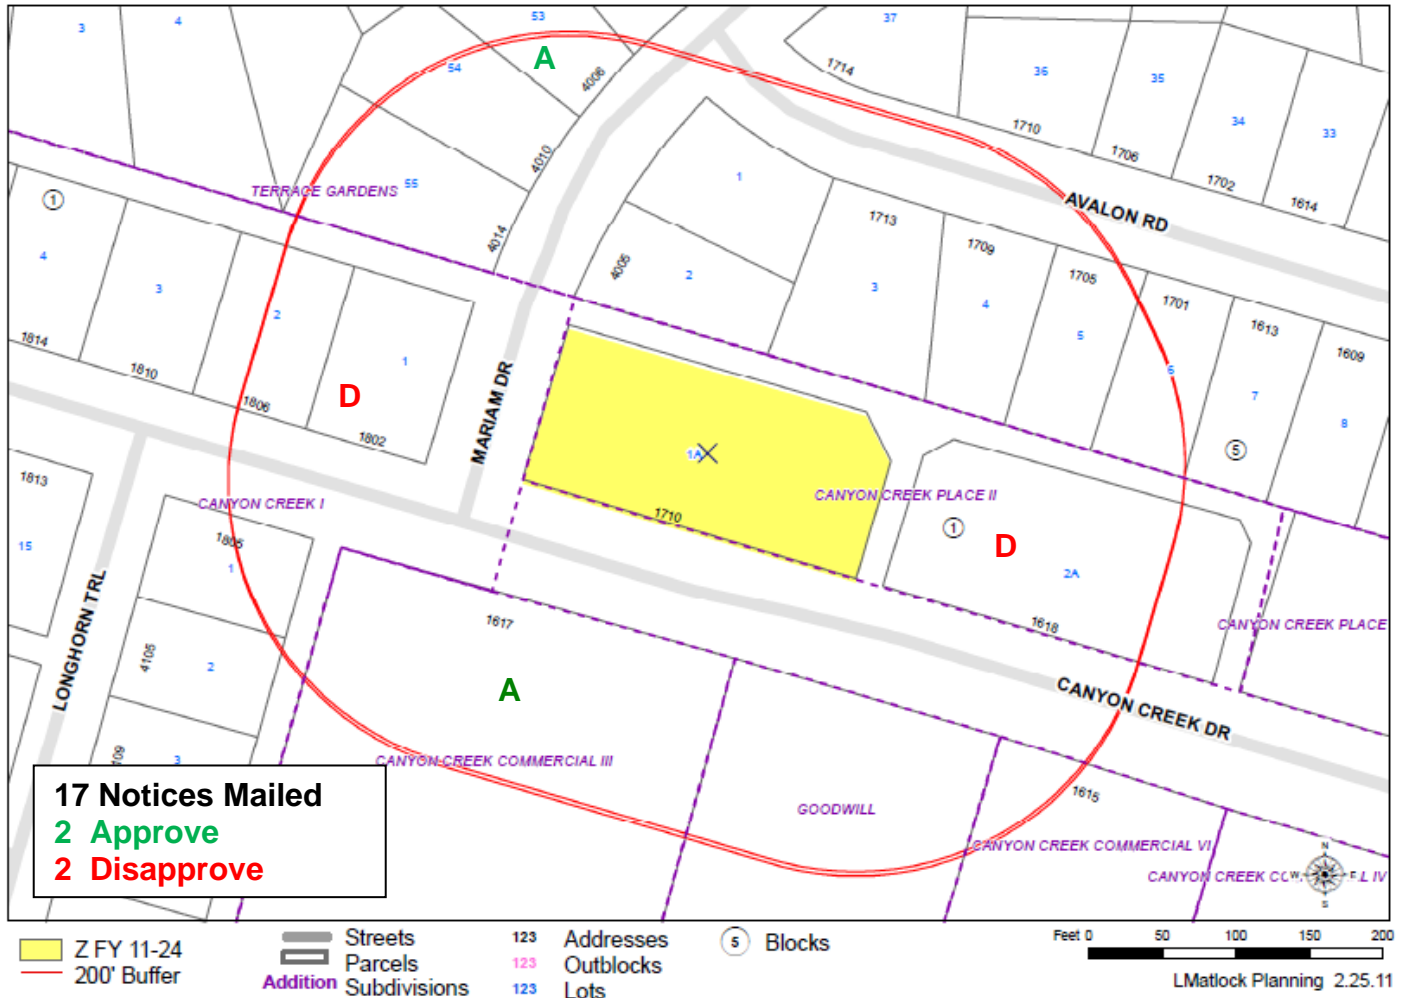 3
4
53
37
54
A
4006
1714
36
35
34
33
1710
1706
1702
1614
4010
55
TERRACE GARDENS
1
1
AVALON RD
4
3
4014
4005
2
1713
1709
1705
1701
1613
1609
3
4
5
6
7
8
2
1
1814
1810
1806
1802
D
MARIAM DR
1A
5
1813
CANYON CREEK I
CANYON CREEK PLACE II
1710
1
D
15
1805
1
2A
LONGHORN TRL
1617
1618
CANYON CREEK PLACE
4105
2
A
CANYON CREEK DR
109
3
CANYON CREEK COMMERCIAL III
GOODWILL
1615
CANYON CREEK COMMERCIAL VI
CANYON CREEK CO L IV
N
W E
S
17 Notices Mailed
2 Approve
2 Disapprove
Z FY 11-24
200' Buffer
Streets
Parcels
Addition Subdivisions
123 Addresses
123 Outblocks
123 Lots
5 Blocks
Feet 0 50 100 150 200
LMatlock Planning 2.25.11